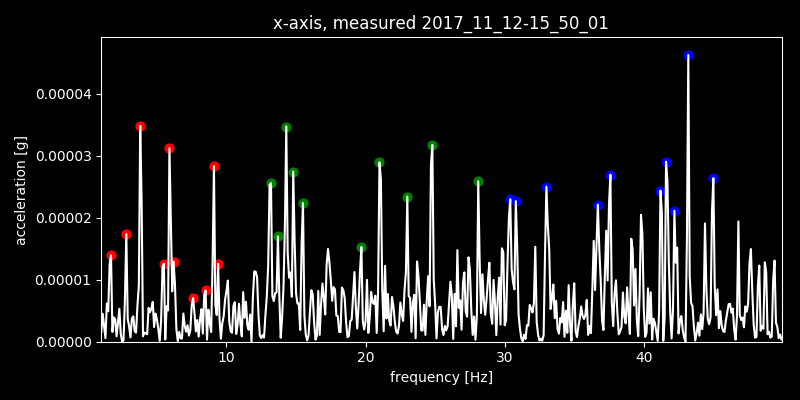 x-axis, measured 2017_11_12-15_50_01
acceleration [g]
0.00004
0.00003
0.00002
0.00001
0.00000
10 20 30 40
frequency [Hz]